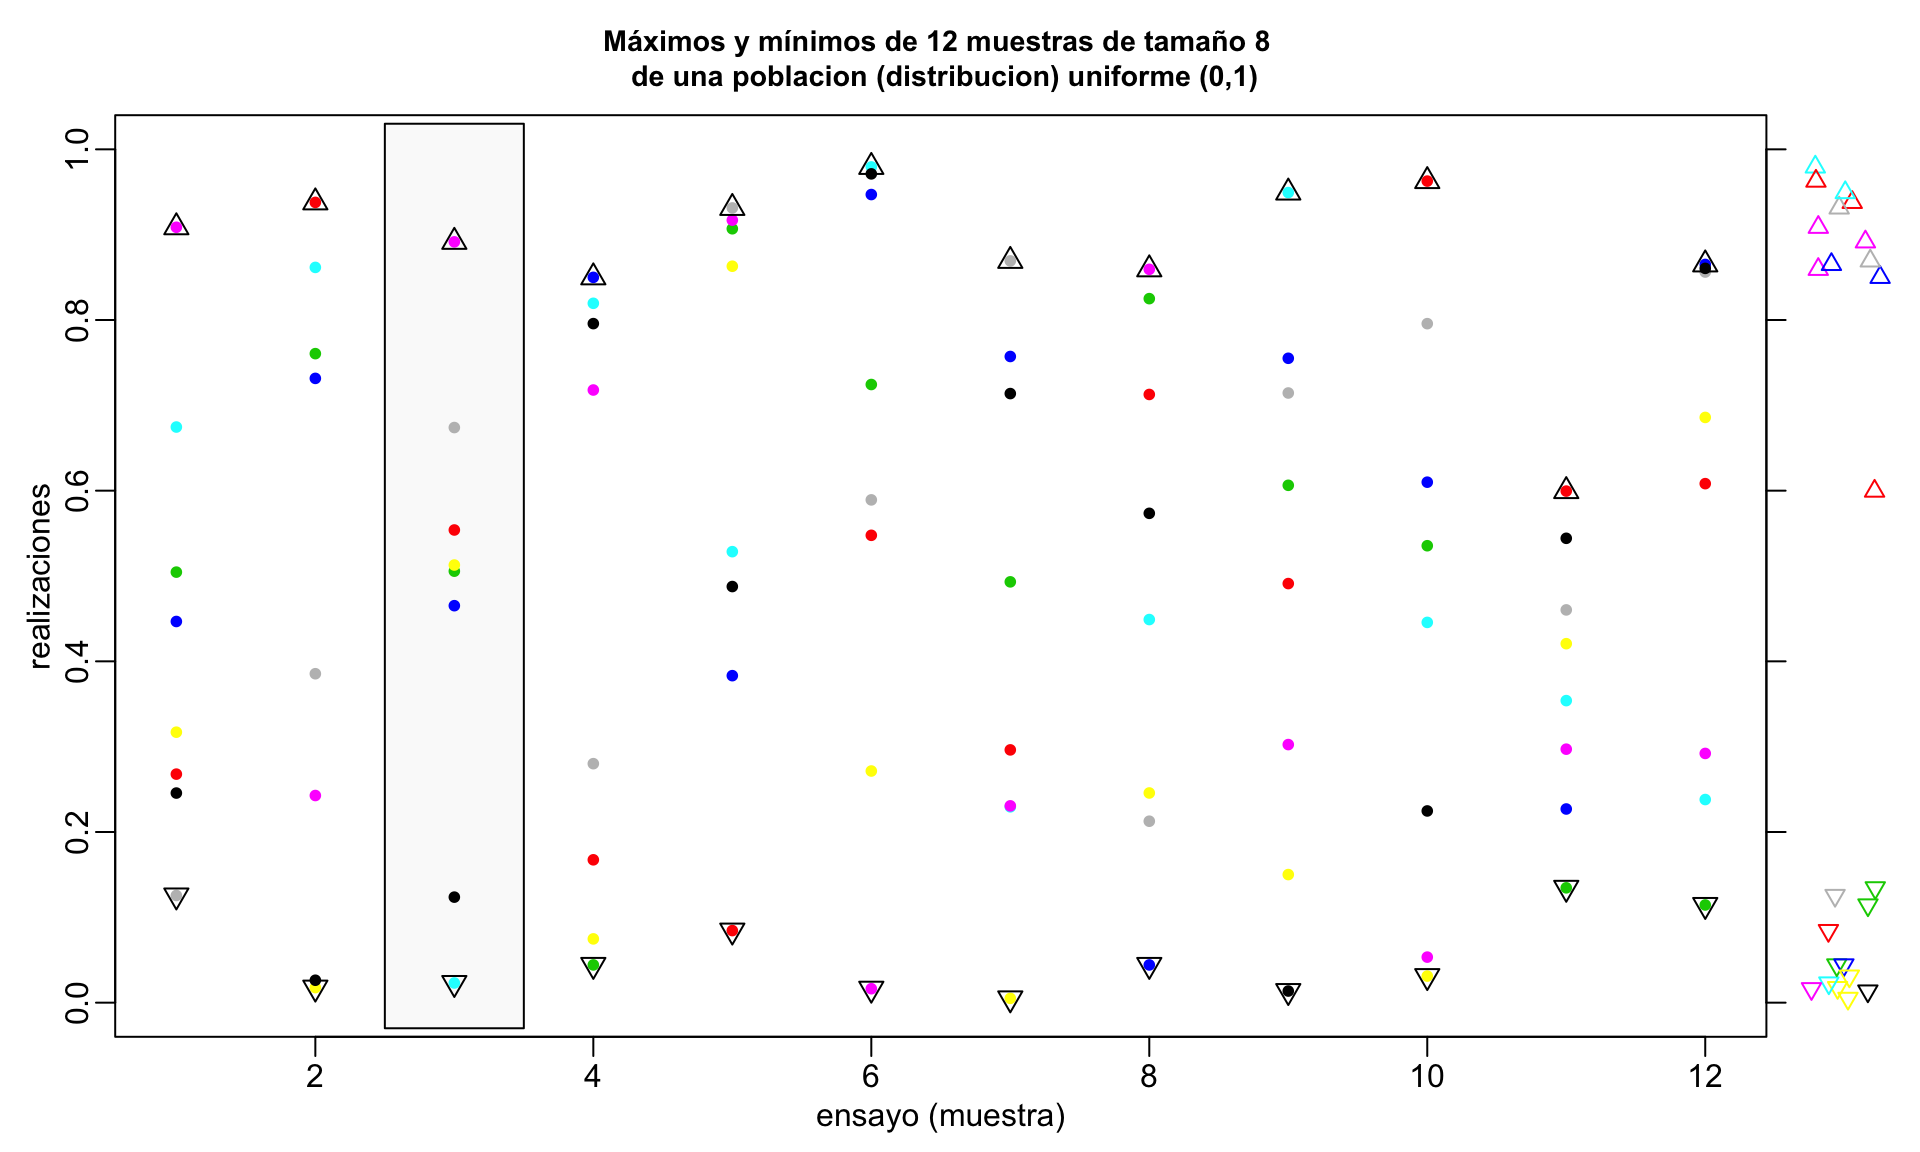 Máximos y mínimos de 12 muestras de tamaño 8
de una poblacion (distribucion) uniforme (0,1)
realizaciones
1.0
0.8
0.6
0.4
0.2
0.0
2 4 6 8 10 12
ensayo (muestra)